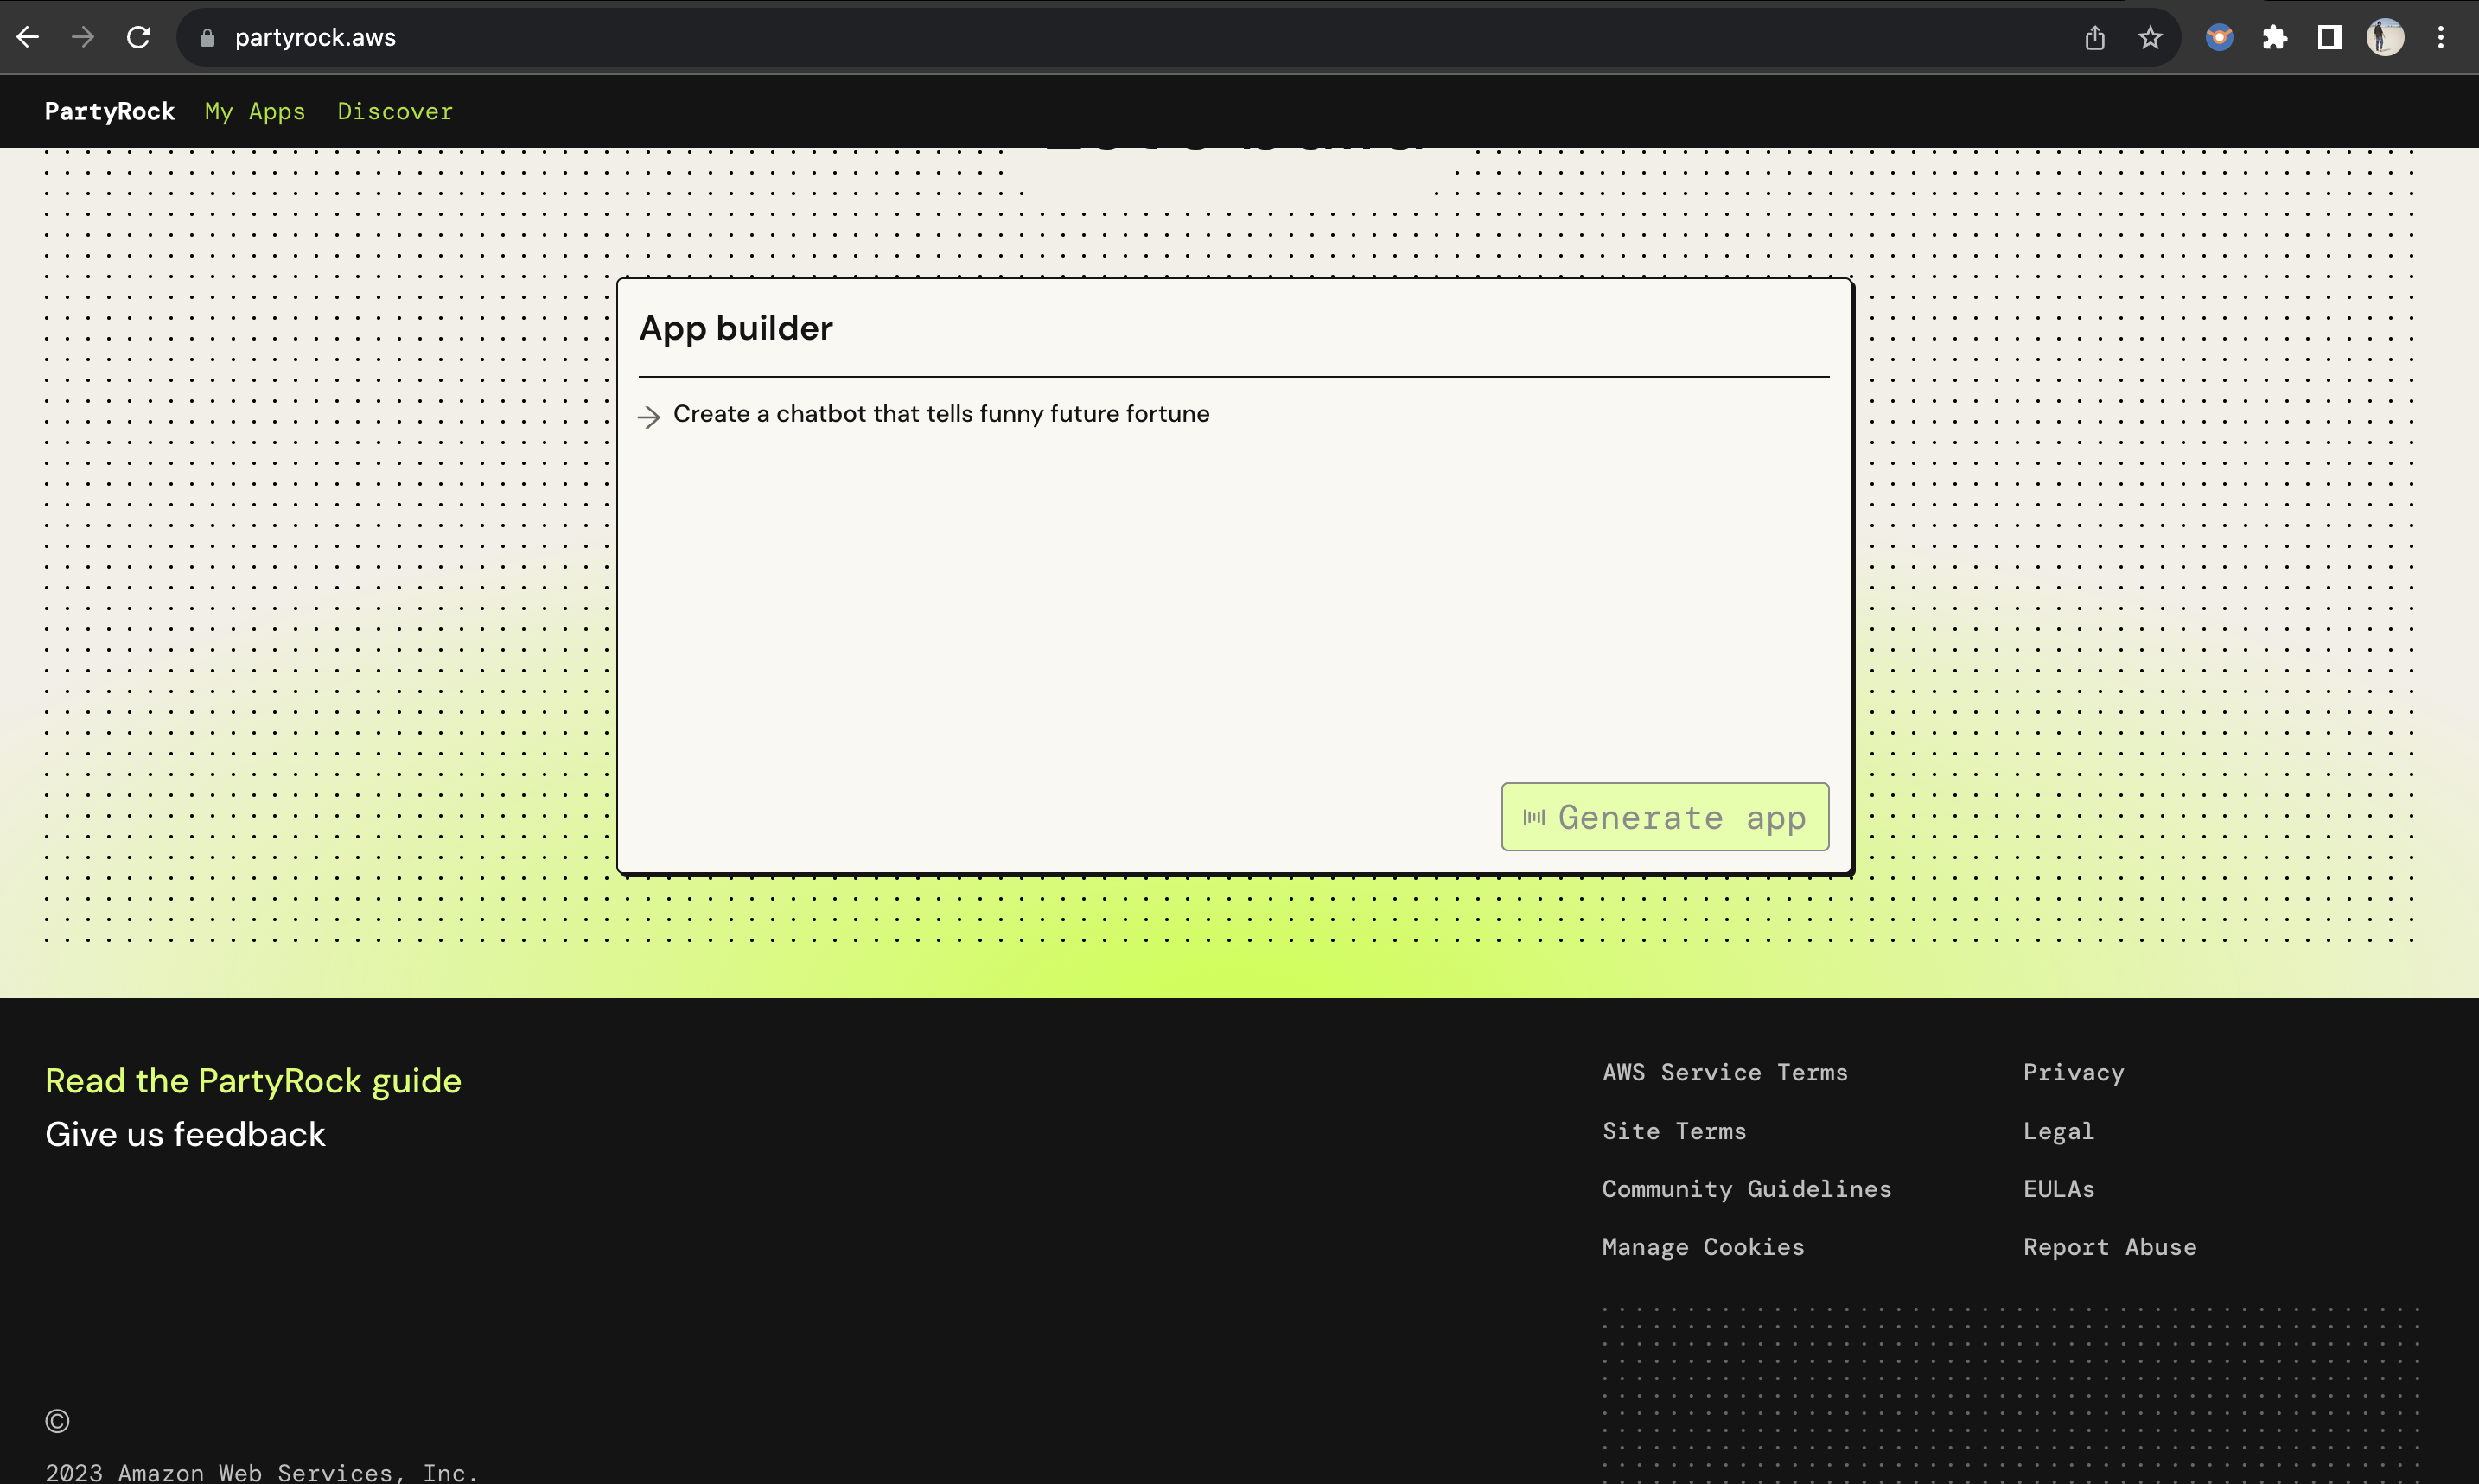 partyrock.aws
PartyRock My Apps Discover
App builder
Create a chatbot that tells funny future fortune
Generate app
Read the PartyRock guide
Give us feedback
AWS Service Terms
Site Terms
Community Guidelines
Manage Cookies
Privacy
Legal
EULAs
Report Abuse
©
2023 Amazon Web Services, Inc.